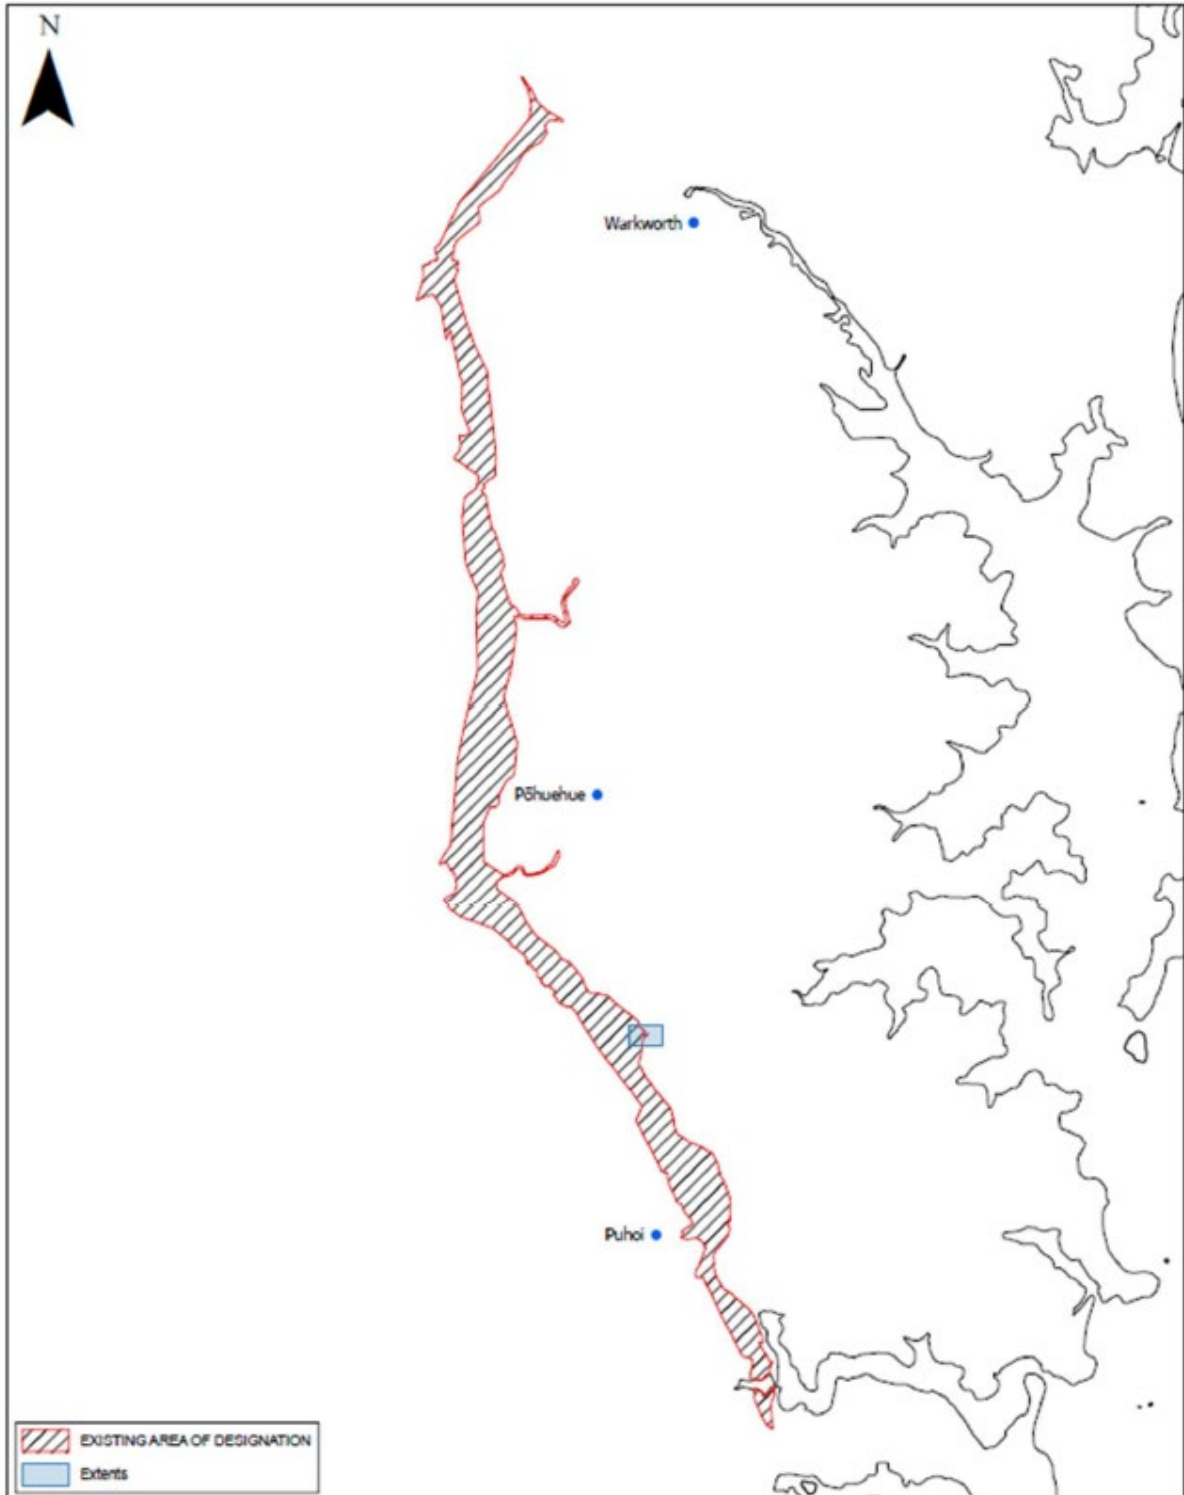 N
Warkworth
Pōhuehue
Puhoi
EXISTING AREA OF DESIGNATION
Extents